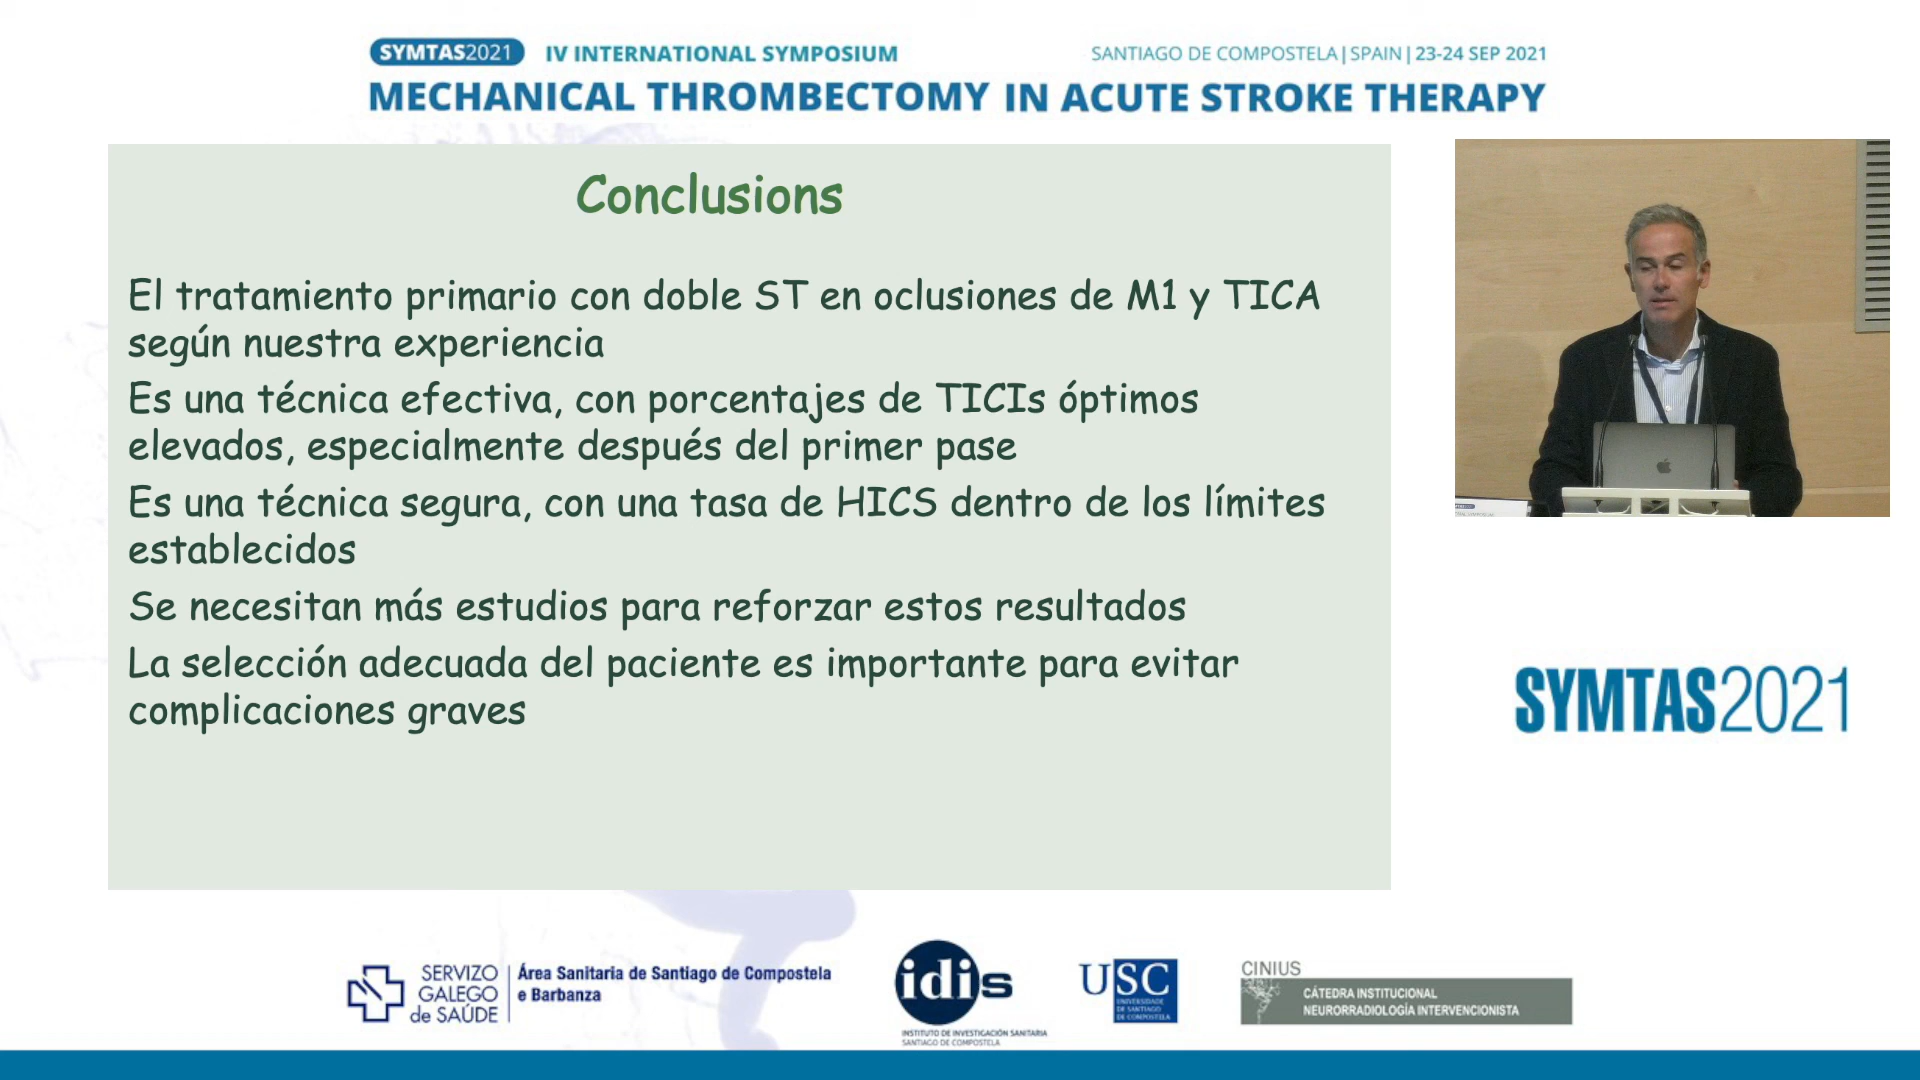 SYMTAS2021 IV INTERNATIONAL SYMPOSIUM
SANTIAGO DE COMPOSTELA | SPAIN | 23-24 SEP 2021
MECHANICAL THROMBECTOMY IN ACUTE STROKE THERAPY
Conclusions
El tratamiento primario con doble ST en oclusiones de M1 y TICA
según nuestra experiencia
Es una técnica efectiva, con porcentajes de TICIs óptimos
elevados, especialmente después del primer pase
Es una técnica segura, con una tasa de HICS dentro de los límites
establecidos
Se necesitan más estudios para reforzar estos resultados
La selección adecuada del paciente es importante para evitar
complicaciones graves
SYMTAS2021
SERVIZO
GALEGO
de SAÚDE
Área Sanitaria de Santiago de Compostela
e Barbanza
idis
INSTITUTO DE INVESTIGACIÓN SANITARIA
SANTIAGO DE COMPOSTELA
USC
UNIVERSIDADE
DE SANTIAGO
DE COMPOSTELA
CINIUS
CÁTEDRA INSTITUCIONAL
NEURORRADIOLOGÍA INTERVENCIONISTA